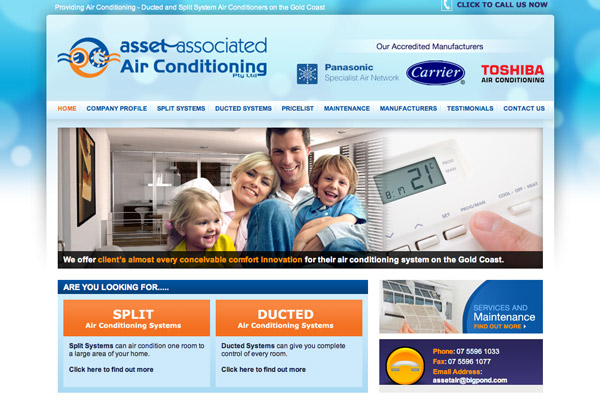 Providing Air Conditioning - Ducted and Split System Air Conditioners on the Gold Coast
CLICK TO CALL US NOW
asset-associated
Air Conditioning
Pty Ltd
Our Accredited Manufacturers
Panasonic
Specialist Air Network
Carrier
TOSHIBA
AIR CONDITIONING
HOME COMPANY PROFILE SPLIT SYSTEMS DUCTED SYSTEMS PRICELIST MAINTENANCE MANUFACTURERS TESTIMONIALS CONTACT US
PROG
MAN
21°C
COOL - OFF - HEAT
PROG/MAN
SET
We offer client's almost every conceivable comfort innovation for their air conditioning system on the Gold Coast.
ARE YOU LOOKING FOR.....
SPLIT
Air Conditioning Systems
Split Systems can air condition one room to
a large area of your home.
Click here to find out more
DUCTED
Air Conditioning Systems
Ducted Systems can give you complete
control of every room.
Click here to find out more
SERVICES AND
Maintenance
FIND OUT MORE
Phone: 07 5596 1033
Fax: 07 5596 1077
Email Address:
assetair@bigpond.com